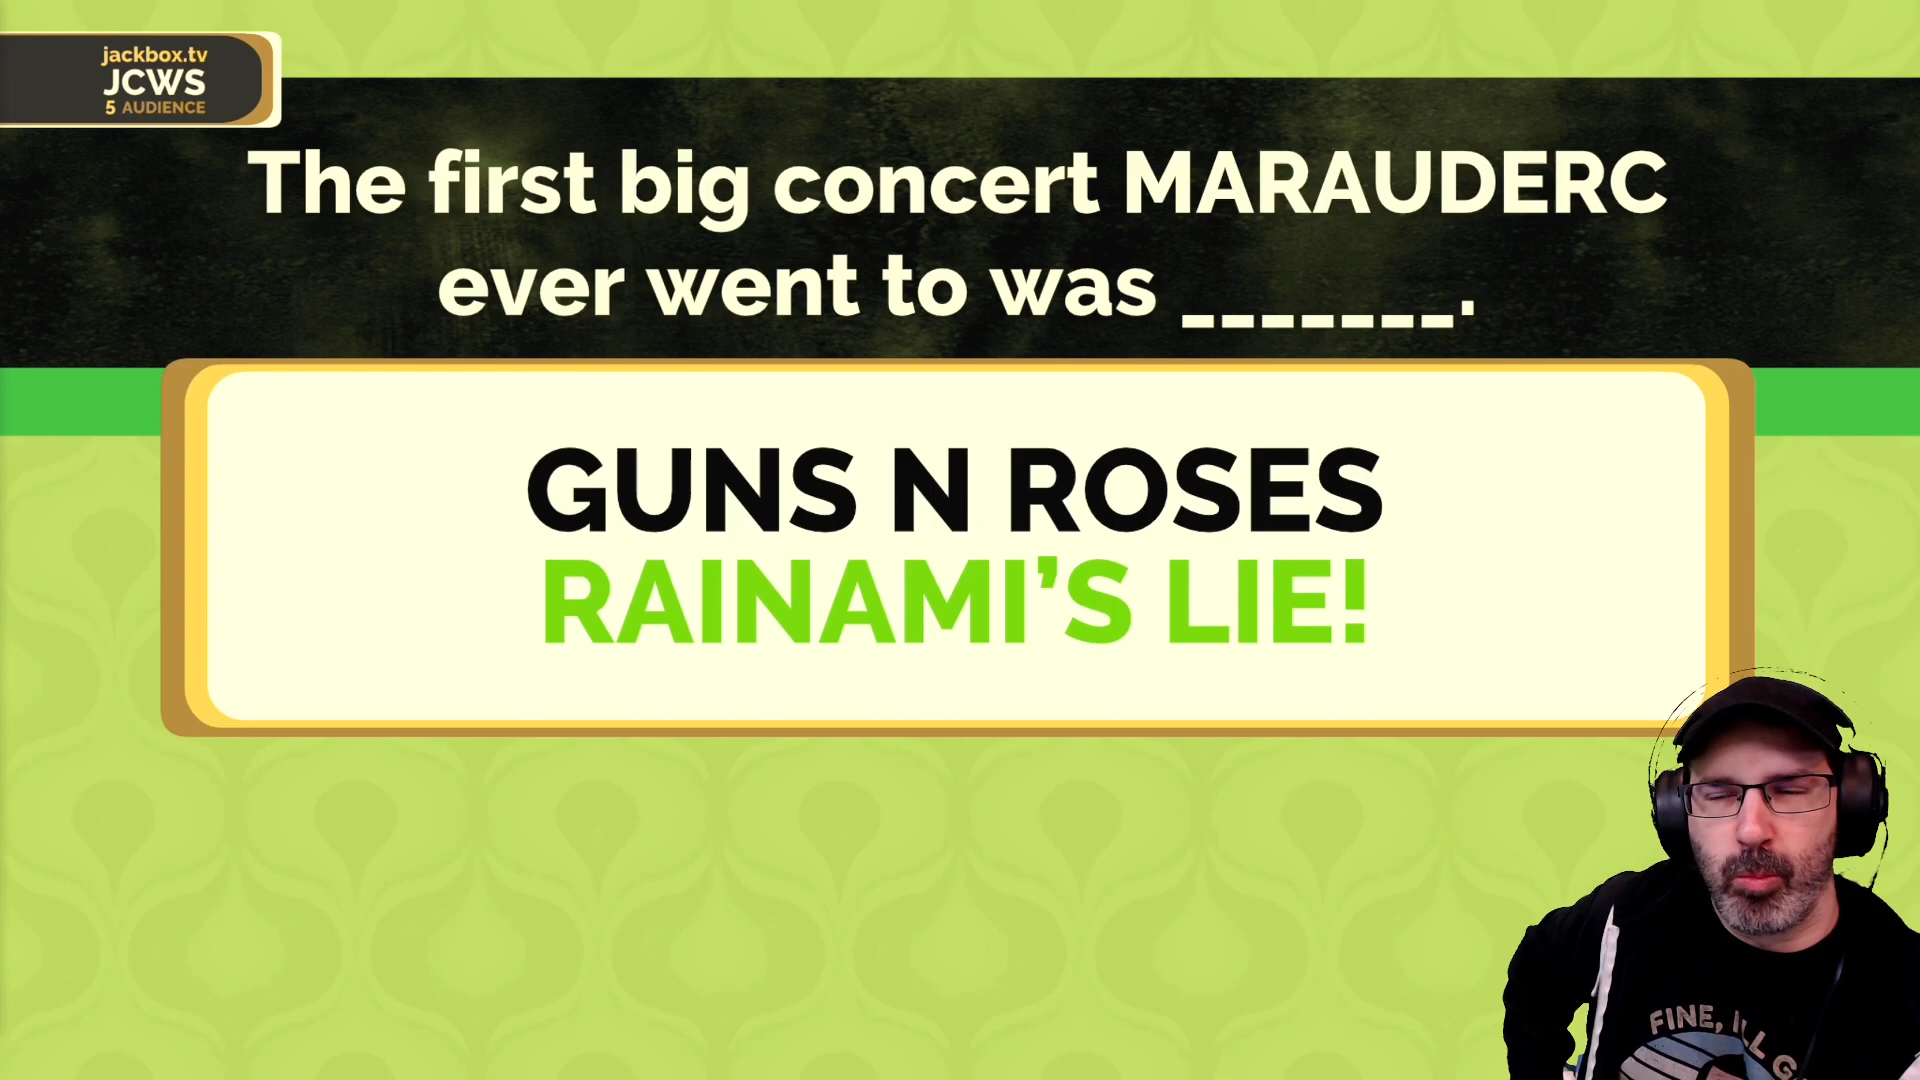 jackbox.tv
JCWS
5 AUDIENCE
The first big concert MARAUDERC
ever went to was _______.
GUNS N ROSES
RAINAMI’S LIE!
FINE, I'LL G